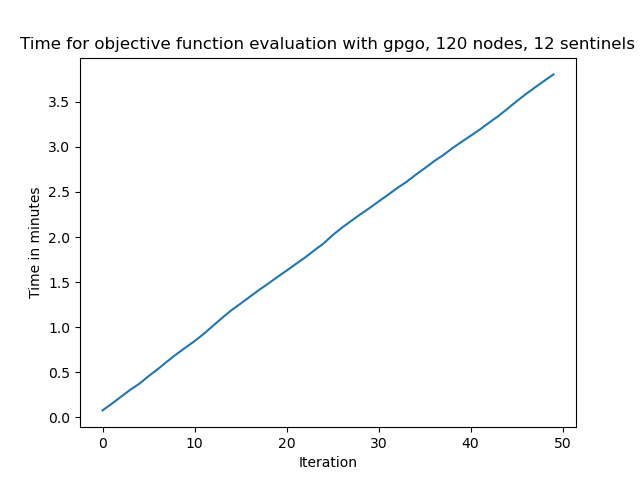 Time for objective function evaluation with gpgo, 120 nodes, 12 sentinels
3.5
3.0
2.5
2.0
1.5
1.0
0.5
0.0
Time in minutes
0 10 20 30 40 50
Iteration